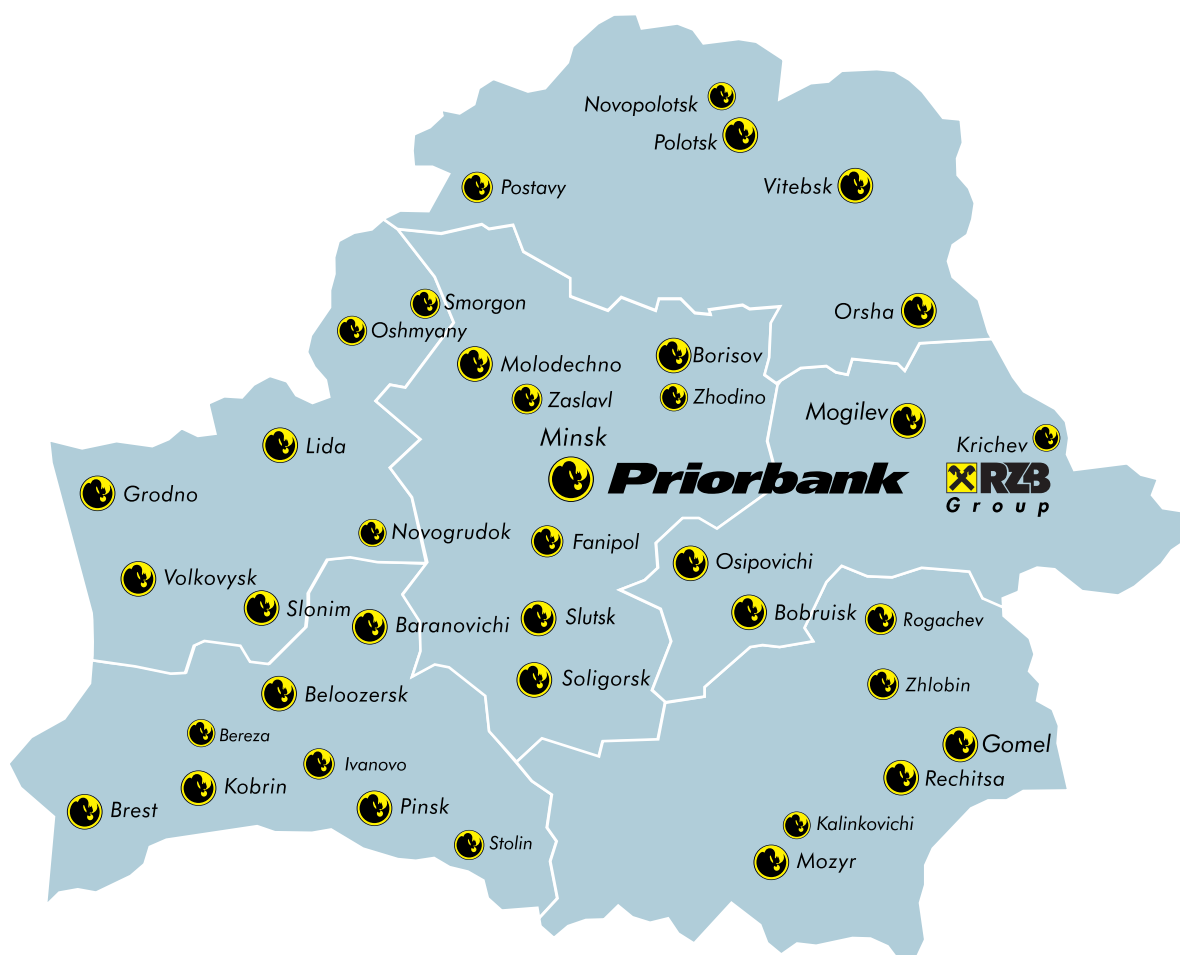 Novopolotsk
Polotsk
Postavy
Vitebsk
Smorgon
Orsha
Oshmyany
Molodechno
Borisov
Zaslavl
Zhodino
Mogilev
Minsk
Krichev
Lida
Priorbank
RZB
Grodno
Group
Novogrudok
Fanipol
Osipovichi
Volkovysk
Slonim
Bobruisk
Slutsk
Rogachev
Baranovichi
Soligorsk
Zhlobin
Beloozersk
Bereza
Gomel
Ivanovo
Rechitsa
Kobrin
Pinsk
Brest
Kalinkovichi
Stolin
Mozyr